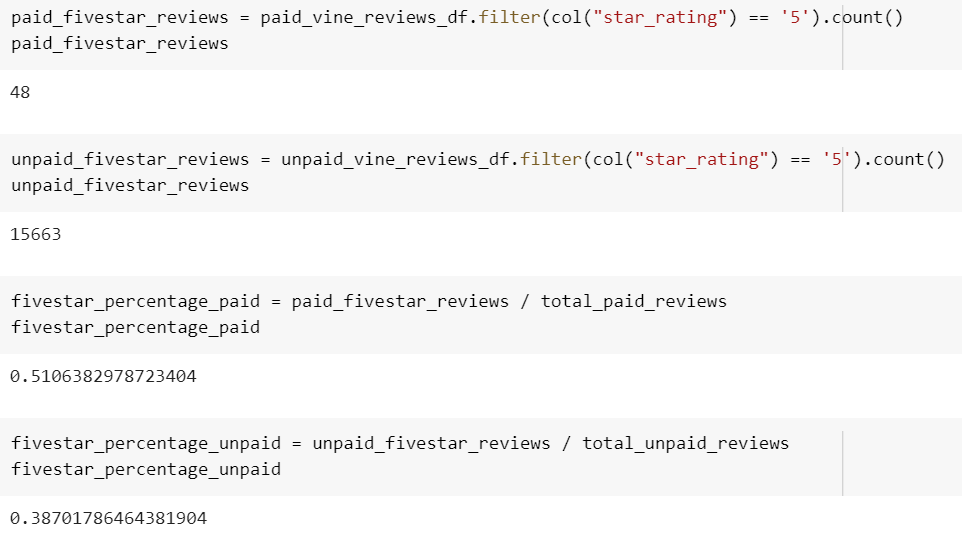 paid_fivestar_reviews = paid_vine_reviews_df.filter(col("star_rating") == '5').count()
paid_fivestar_reviews
48
unpaid_fivestar_reviews = unpaid_vine_reviews_df.filter(col("star_rating") == '5').count()
unpaid_fivestar_reviews
15663
fivestar_percentage_paid = paid_fivestar_reviews / total_paid_reviews
fivestar_percentage_paid
0.5106382978723404
fivestar_percentage_unpaid = unpaid_fivestar_reviews / total_unpaid_reviews
fivestar_percentage_unpaid
0.38701786464381904